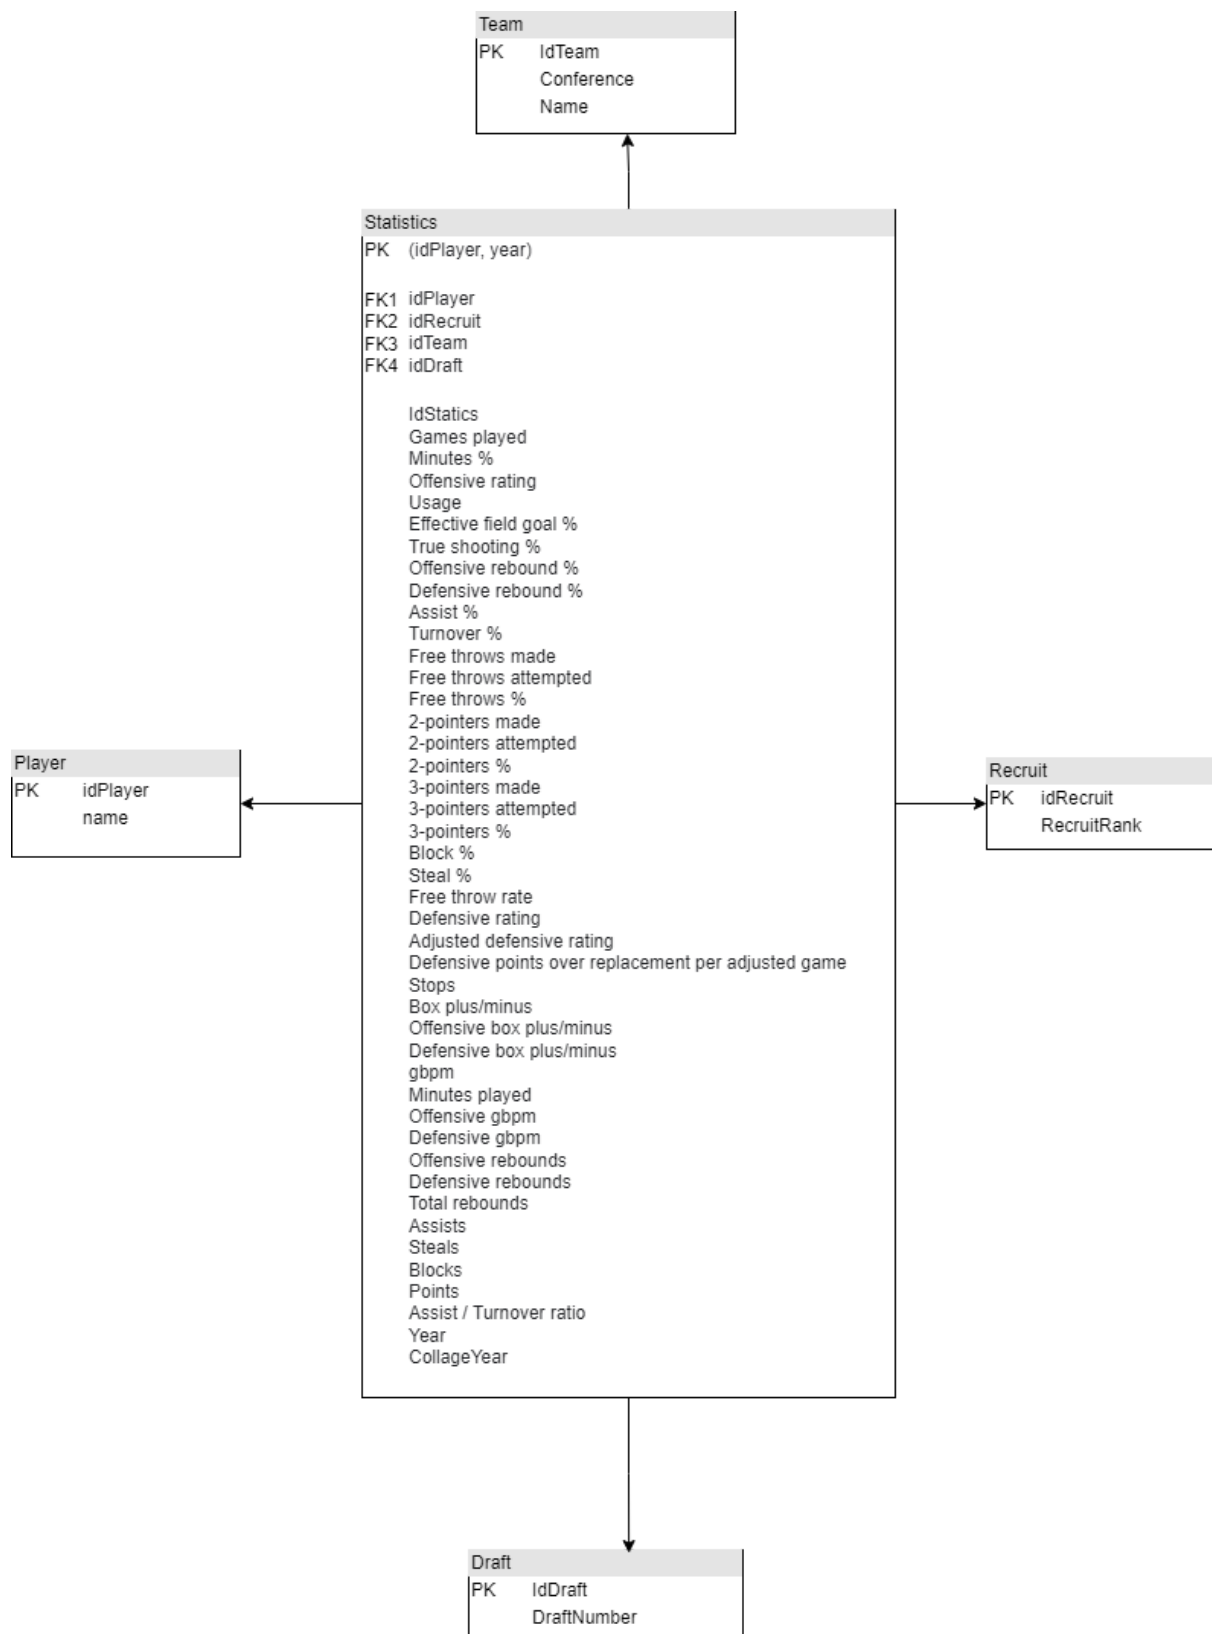 Team
PK IdTeam
Conference
Name
Statistics
PK (idPlayer, year)
FK1 idPlayer
FK2 idRecruit
FK3 idTeam
FK4 idDraft
IdStatics
Games played
Minutes %
Offensive rating
Usage
Effective field goal %
True shooting %
Offensive rebound %
Defensive rebound %
Assist %
Turnover %
Free throws made
Free throws attempted
Free throws %
2-pointers made
2-pointers attempted
2-pointers %
3-pointers made
3-pointers attempted
3-pointers %
Block %
Steal %
Free throw rate
Defensive rating
Adjusted defensive rating
Defensive points over replacement per adjusted game
Stops
Box plus/minus
Offensive box plus/minus
Defensive box plus/minus
gbpm
Minutes played
Offensive gbpm
Defensive gbpm
Offensive rebounds
Defensive rebounds
Total rebounds
Assists
Steals
Blocks
Points
Assist / Turnover ratio
Year
CollageYear
Player
PK idPlayer
name
Recruit
PK idRecruit
RecruitRank
Draft
PK IdDraft
DraftNumber